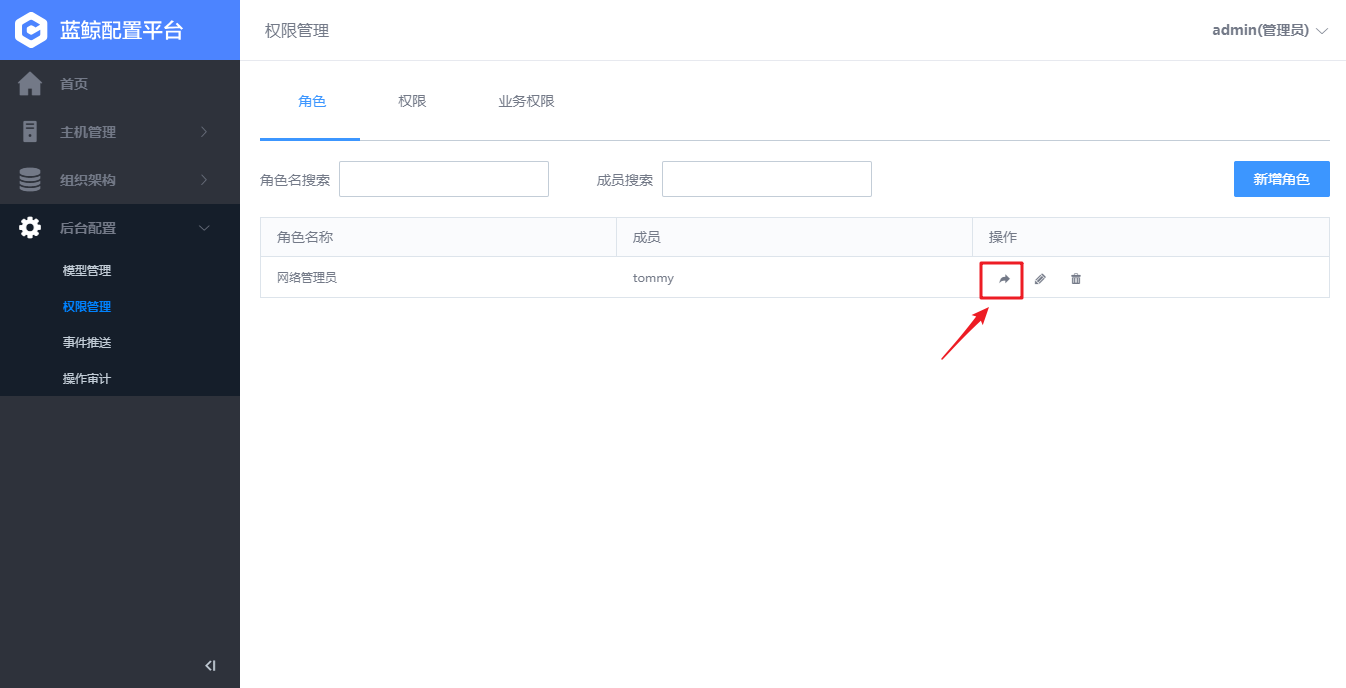 蓝鲸配置平台
权限管理
admin(管理员)
首页
主机管理
组织架构
后台配置
模型管理
权限管理
事件推送
操作审计
角色 权限 业务权限
角色名搜索 成员搜索 新增角色
角色名称 成员 操作
网络管理员 tommy